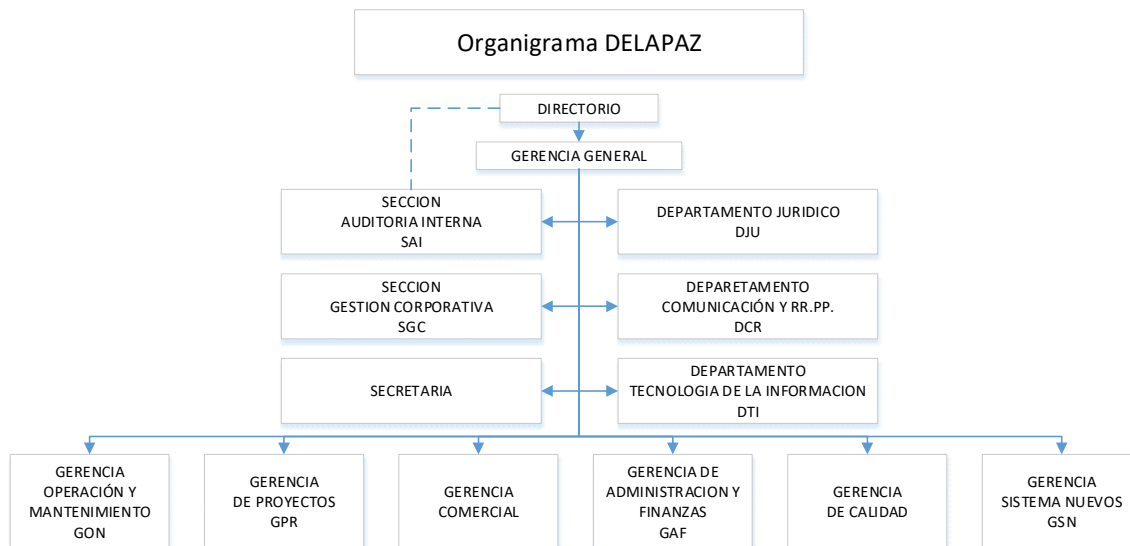 Organigrama DELAPAZ
DIRECTORIO
GERENCIA GENERAL
SECCION
AUDITORIA INTERNA
SAI
DEPARTAMENTO JURIDICO
DJU
SECCION
GESTION CORPORATIVA
SGC
DEPARETAMENTO
COMUNICACIÓN Y RR.PP.
DCR
SECRETARIA
DEPARTAMENTO
TECNOLOGIA DE LA INFORMACION
DTI
GERENCIA
OPERACIÓN Y
MANTENIMIENTO
GON
GERENCIA
DE PROYECTOS
GPR
GERENCIA
COMERCIAL
GERENCIA DE
ADMINISTRACION Y
FINANZAS
GAF
GERENCIA
DE CALIDAD
GERENCIA
SISTEMA NUEVOS
GSN